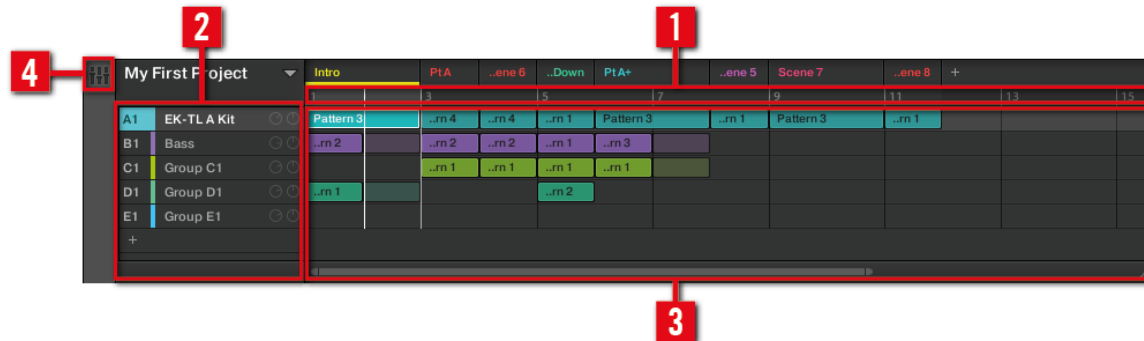 2
1
4
My First Project
Intro
Pt A
..ene 6
..Down
Pt A+
..ene 5
Scene 7
..ene 8
+
1
3
5
7
9
11
13
15
A1 EK-TL A Kit
Pattern 3
..rn 4
..rn 4
..rn 1
Pattern 3
..rn 1
Pattern 3
..rn 1
B1 Bass
..rn 2
..rn 2
..rn 2
..rn 1
..rn 3
C1 Group C1
..rn 1
..rn 1
..rn 1
..rn 1
D1 Group D1
..rn 1
..rn 2
E1 Group E1
+
3